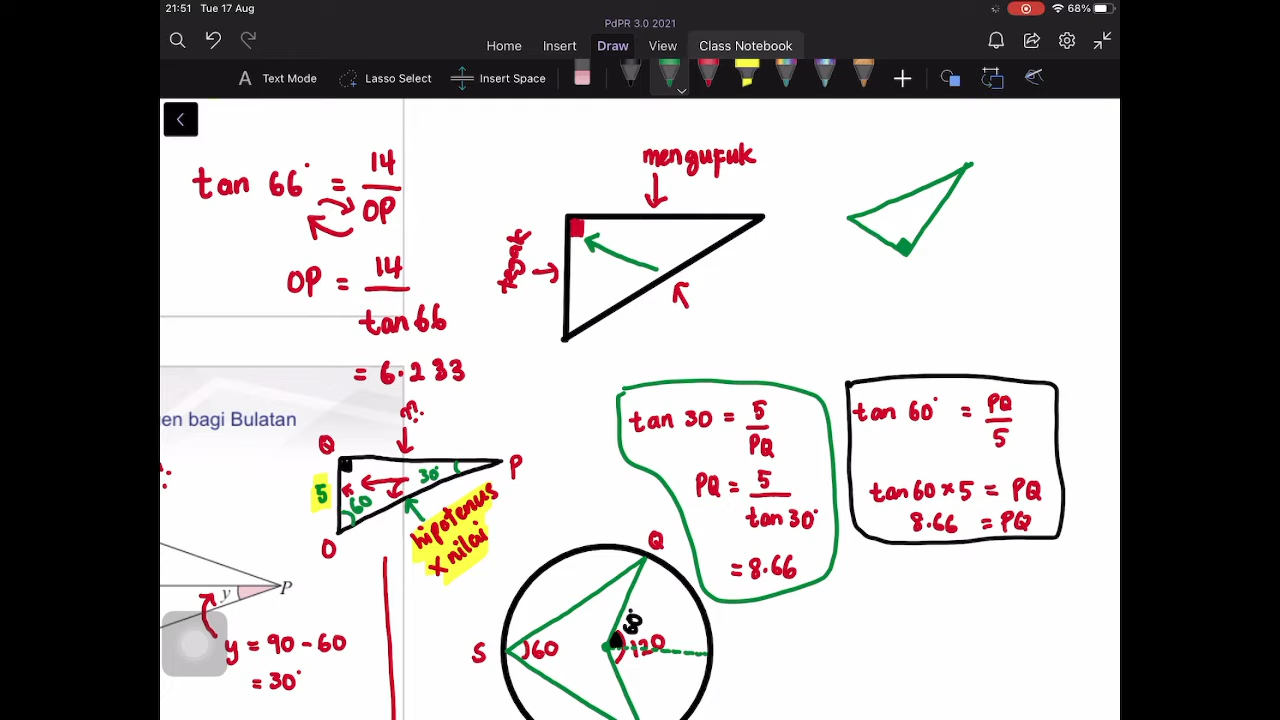 21:51 Tue 17 Aug
68%
PdPR 3.0 2021
Home Insert Draw View Class Notebook
A Text Mode Lasso Select Insert Space
tan 66° = 14/OP
OP = 14/tan 66
= 6.283
mengufuk
tegak
en bagi Bulatan
??
Q
P
30°
5
60
O
hipotenus
x nilai
tan 30 = 5/PQ
PQ = 5/tan 30°
= 8.66
tan 60° = PQ/5
tan 60 × 5 = PQ
8.66 = PQ
Q
60°
S
60
120
y
P
y = 90 - 60
= 30°